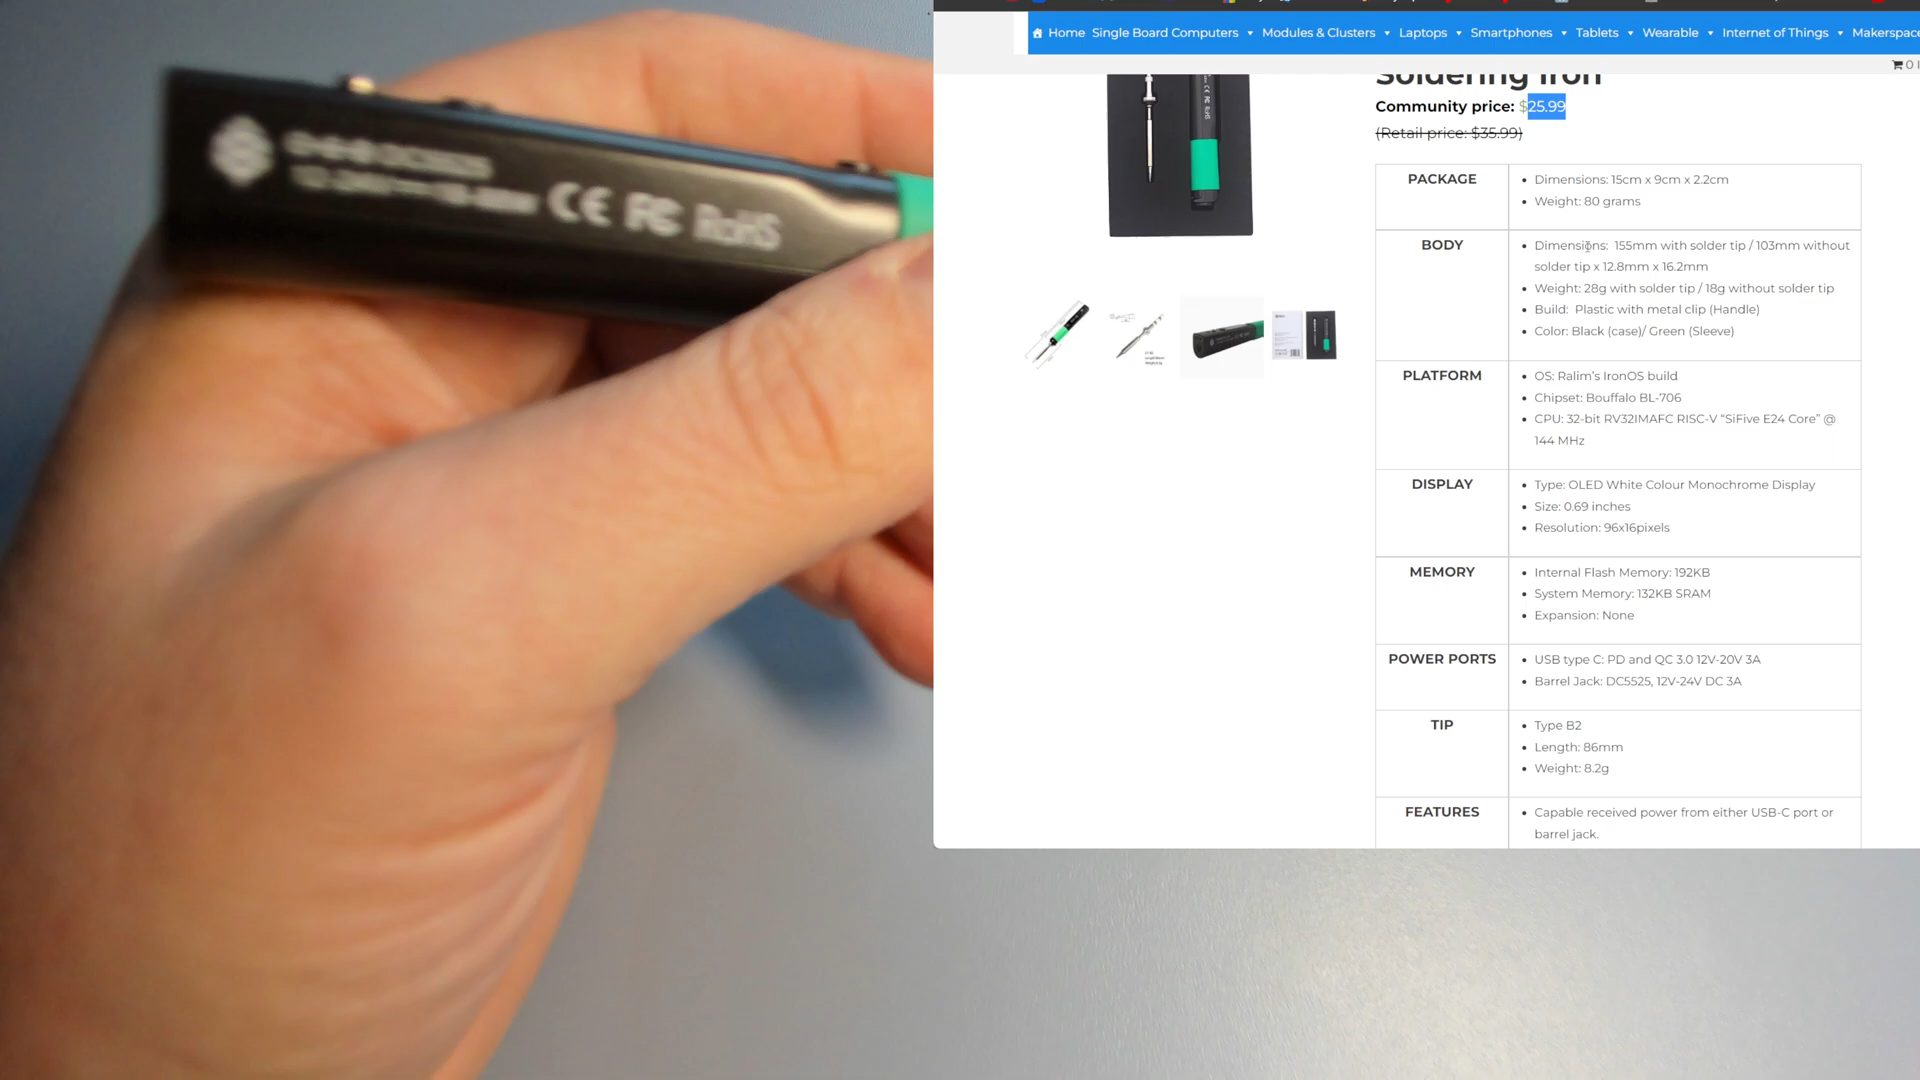 DC5525
12-24V
CE FC RoHS
Home Single Board Computers Modules & Clusters Laptops Smartphones Tablets Wearable Internet of Things Makerspace
0
Soldering Iron
Community price: $25.99
(Retail price: $35.99)
PACKAGE
• Dimensions: 15cm x 9cm x 2.2cm
• Weight: 80 grams
BODY
• Dimensions: 155mm with solder tip / 103mm without
solder tip x 12.8mm x 16.2mm
• Weight: 28g with solder tip / 18g without solder tip
• Build: Plastic with metal clip (Handle)
• Color: Black (case)/ Green (Sleeve)
PLATFORM
• OS: Ralim’s IronOS build
• Chipset: Bouffalo BL-706
• CPU: 32-bit RV32IMAFC RISC-V “SiFive E24 Core” @
144 MHz
DISPLAY
• Type: OLED White Colour Monochrome Display
• Size: 0.69 inches
• Resolution: 96x16pixels
MEMORY
• Internal Flash Memory: 192KB
• System Memory: 132KB SRAM
• Expansion: None
POWER PORTS
• USB type C: PD and QC 3.0 12V-20V 3A
• Barrel Jack: DC5525, 12V-24V DC 3A
TIP
• Type B2
• Length: 86mm
• Weight: 8.2g
FEATURES
• Capable received power from either USB-C port or
barrel jack.